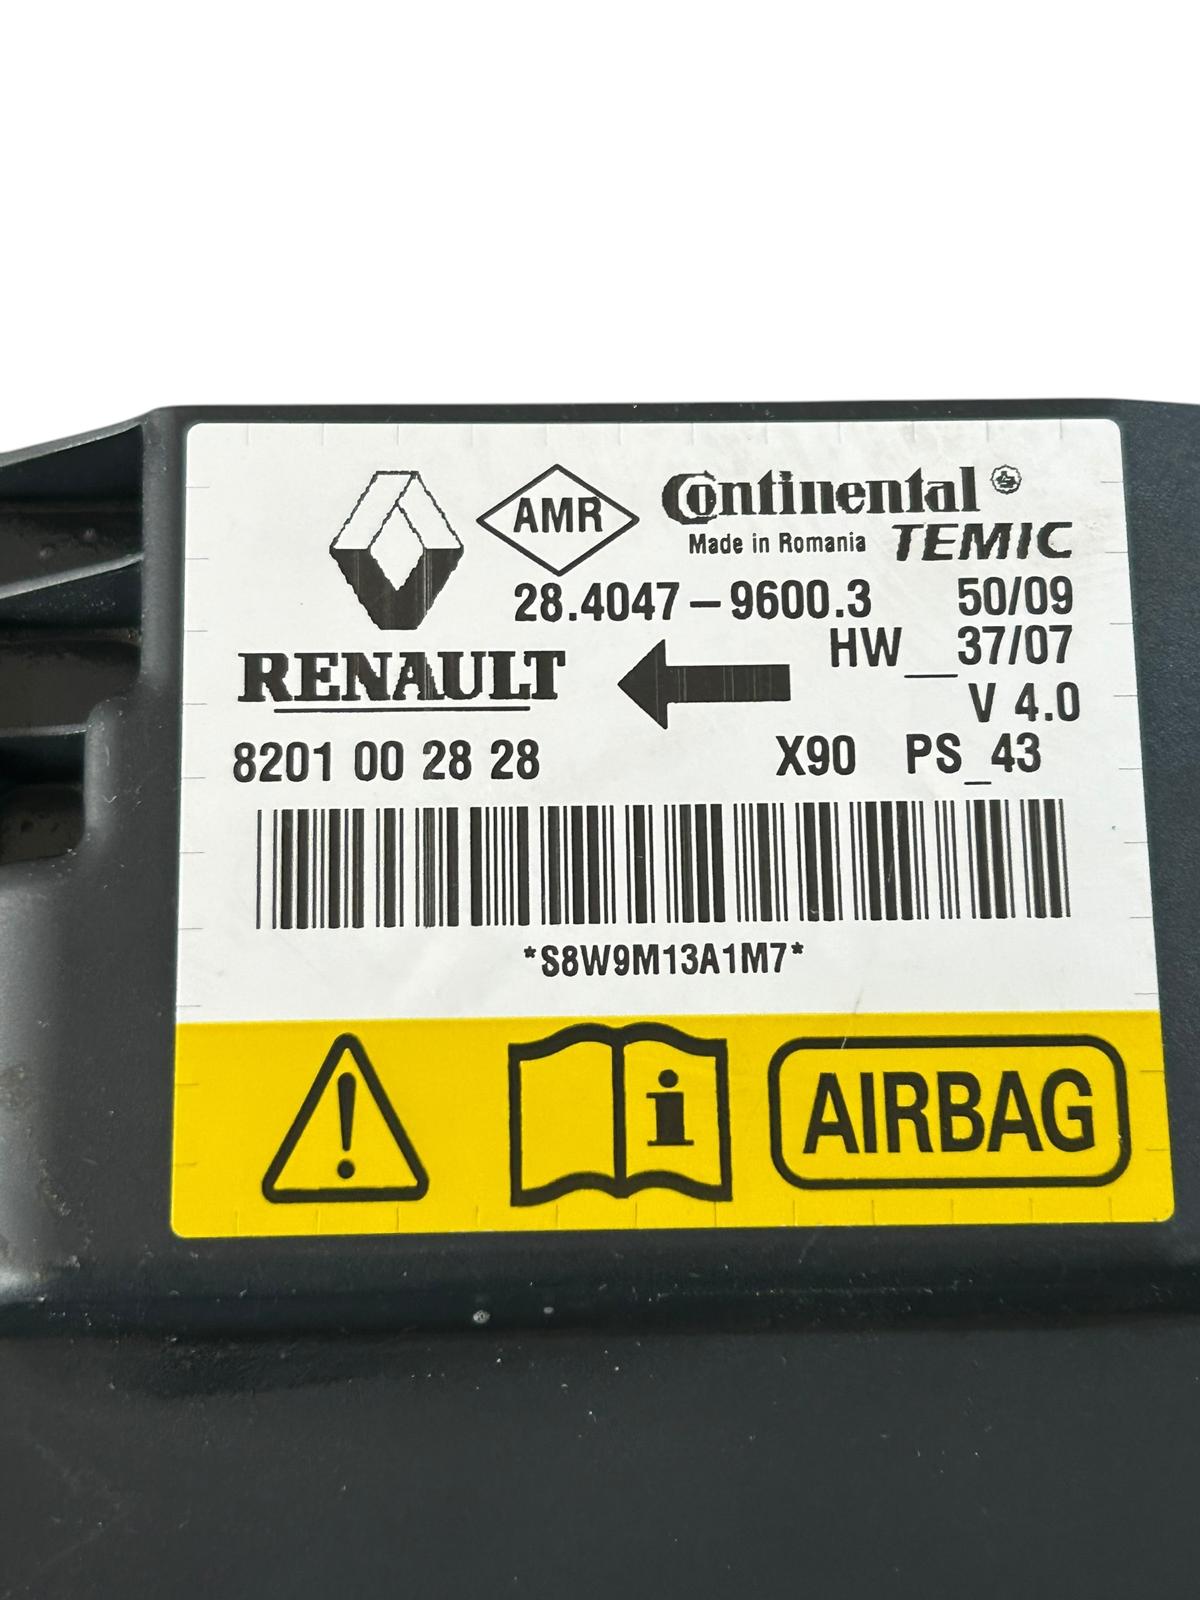 AMR
Continental
Made in Romania TEMIC
28.4047-9600.3 50/09
HW_37/07
RENAULT
V 4.0
8201 00 28 28
X90 PS_43
*S8W9M13A1M7*
i
AIRBAG